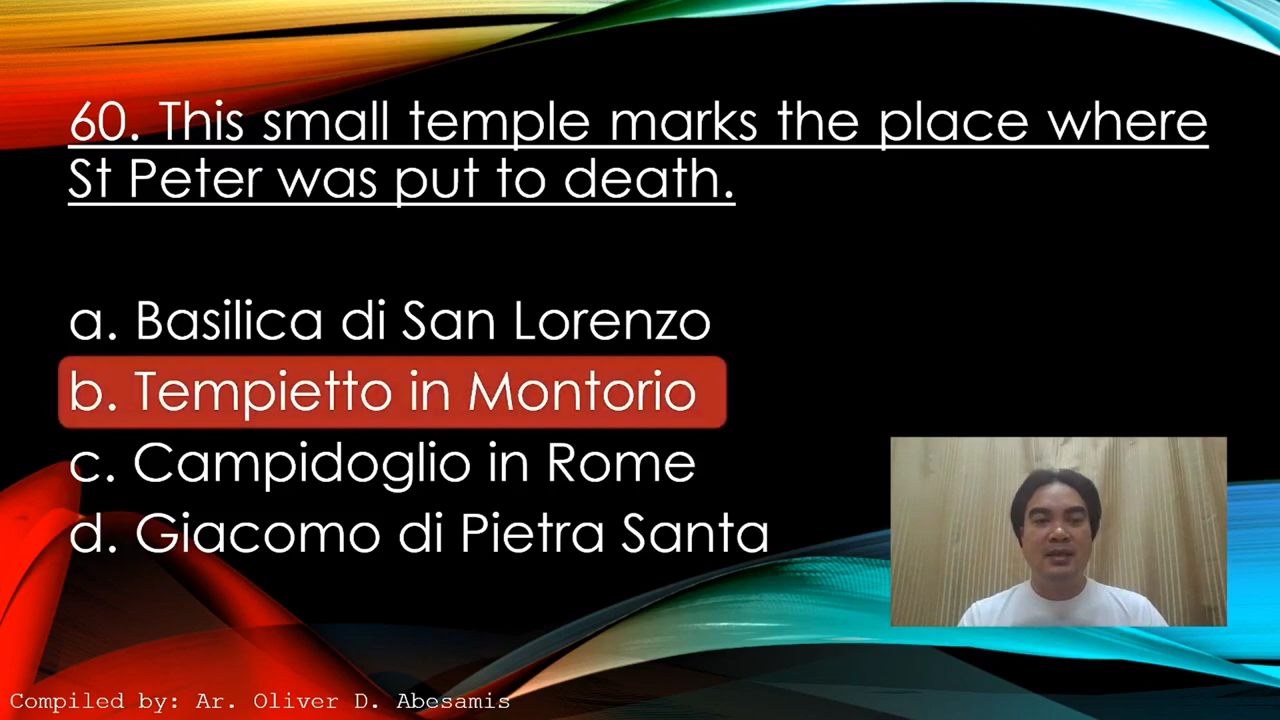 60. This small temple marks the place where
St Peter was put to death.
a. Basilica di San Lorenzo
b. Tempietto in Montorio
c. Campidoglio in Rome
d. Giacomo di Pietra Santa
Compiled by: Ar. Oliver D. Abesamis